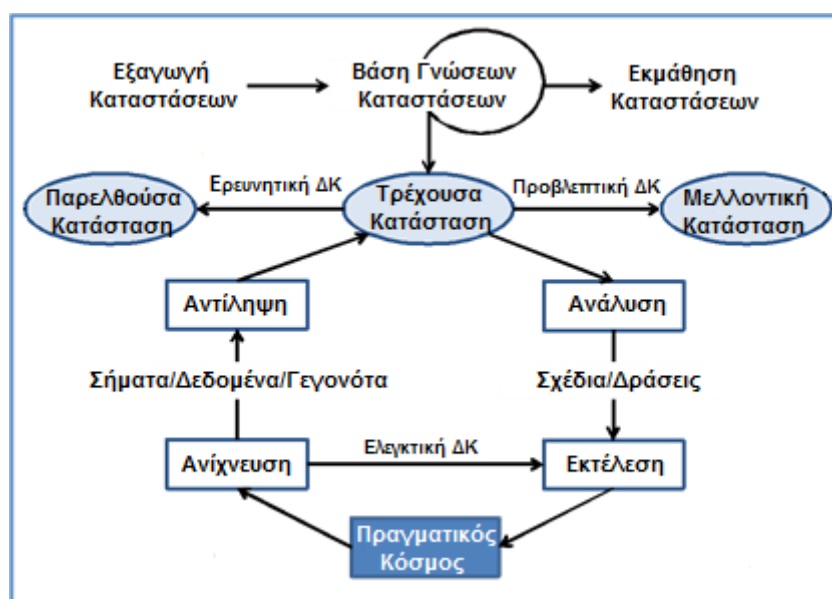 Εξαγωγή
Καταστάσεων
Βάση Γνώσεων
Καταστάσεων
Εκμάθηση
Καταστάσεων
Παρελθούσα
Κατάσταση
Ερευνητική ΔΚ
Τρέχουσα
Κατάσταση
Προβλεπτική ΔΚ
Μελλοντική
Κατάσταση
Αντίληψη
Ανάλυση
Σήματα/Δεδομένα/Γεγονότα
Σχέδια/Δράσεις
Ανίχνευση
Ελεγκτική ΔΚ
Εκτέλεση
Πραγματικός
Κόσμος